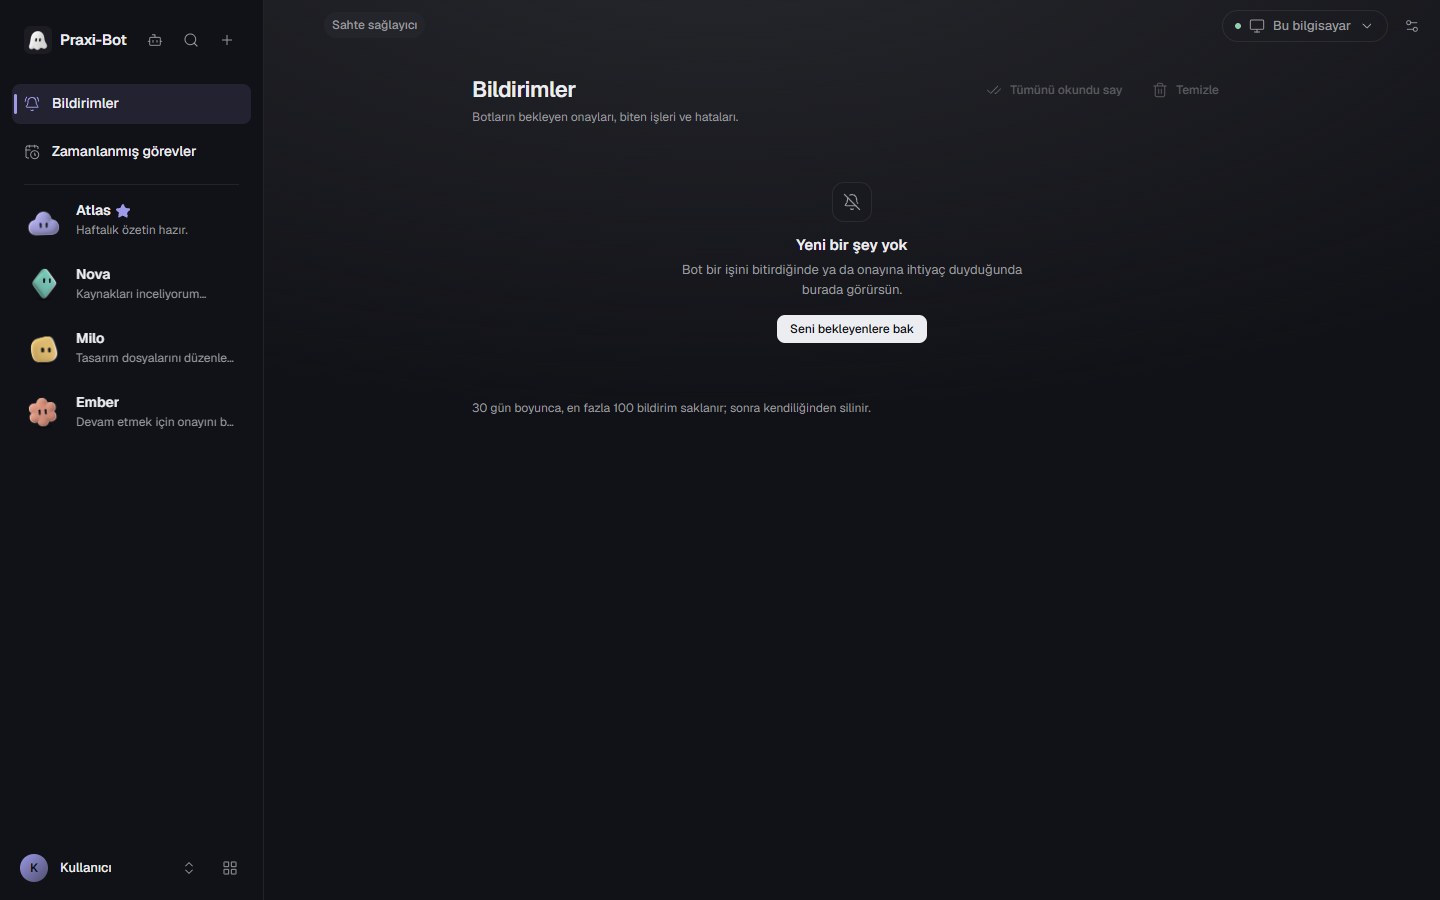 Praxi-Bot
Bildirimler
Zamanlanmış görevler
Atlas
Haftalık özetin hazır.
Nova
Kaynakları inceliyorum...
Milo
Tasarım dosyalarını düzenle...
Ember
Devam etmek için onayını b...
K
Kullanıcı
Sahte sağlayıcı
Bu bilgisayar
Bildirimler
Tümünü okundu say
Temizle
Botların bekleyen onayları, biten işleri ve hataları.
Yeni bir şey yok
Bot bir işini bitirdiğinde ya da onayına ihtiyaç duyduğunda
burada görürsün.
Seni bekleyenlere bak
30 gün boyunca, en fazla 100 bildirim saklanır; sonra kendiliğinden silinir.